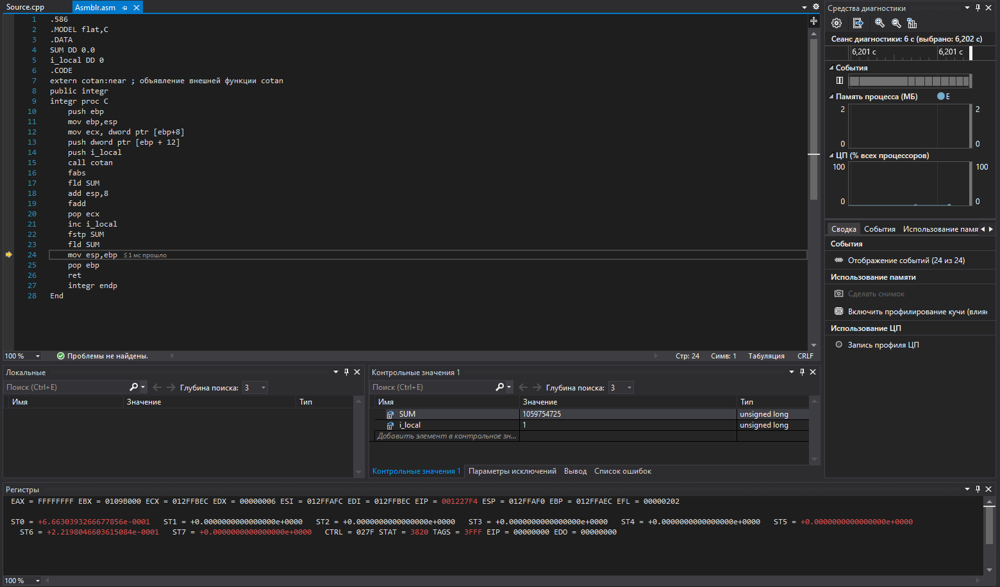 Source.cpp
Asmblr.asm
1 .586
2 .MODEL flat,C
3 .DATA
4 SUM DD 0.0
5 i_local DD 0
6 .CODE
7 extern cotan:near ; объявление внешней функции cotan
8 public integr
9 integr proc C
10 push ebp
11 mov ebp,esp
12 mov ecx, dword ptr [ebp+8]
13 push dword ptr [ebp + 12]
14 push i_local
15 call cotan
16 fabs
17 fld SUM
18 add esp,8
19 fadd
20 pop ecx
21 inc i_local
22 fstp SUM
23 fld SUM
24 mov esp,ebp ≤ 1 мс прошло
25 pop ebp
26 ret
27 integr endp
28 End
100 % Проблемы не найдены. Стр: 24 Симв: 1 Табуляция CRLF
Локальные
Поиск (Ctrl+E) Глубина поиска: 3
Имя Значение Тип
Контрольные значения 1
Поиск (Ctrl+E) Глубина поиска: 3
Имя Значение Тип
SUM 1059754725 unsigned long
i_local 1 unsigned long
Добавить элемент в контрольное зн...
Контрольные значения 1 Параметры исключений Вывод Список ошибок
Регистры
EAX = FFFFFFFF EBX = 0109B000 ECX = 012FFBEC EDX = 00000006 ESI = 012FFAFC EDI = 012FFBEC EIP = 001227F4 ESP = 012FFAF0 EBP = 012FFAEC EFL = 00000202
ST0 = +6.6630393266677856e-0001 ST1 = +0.0000000000000000e+0000 ST2 = +0.0000000000000000e+0000 ST3 = +0.0000000000000000e+0000 ST4 = +0.0000000000000000e+0000 ST5 = +0.0000000000000000e+0000
ST6 = +2.2198046603615084e-0001 ST7 = +0.0000000000000000e+0000 CTRL = 027F STAT = 3820 TAGS = 3FFF EIP = 00000000 EDO = 00000000
100 %
Средства диагностики
Сеанс диагностики: 6 с (выбрано: 6,202 с)
6,201 с 6,201 с
События
Память процесса (МБ) Б
2 2
0 0
ЦП (% всех процессоров)
100 100
0 0
Сводка События Использование памя
События
Отображение событий (24 из 24)
Использование памяти
Сделать снимок
Включить профилирование кучи (влияе
Использование ЦП
Запись профиля ЦП